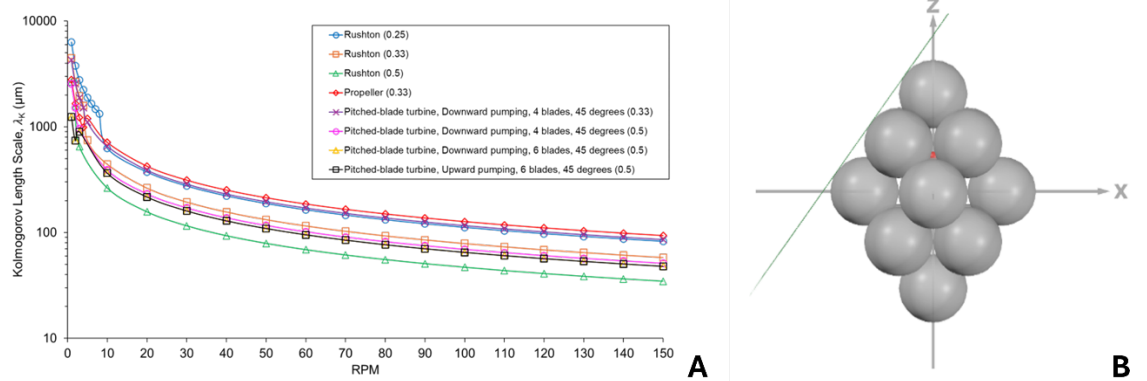 10000
1000
100
10
Kolmogorov Length Scale, λK (µm)
0 10 20 30 40 50 60 70 80 90 100 110 120 130 140 150
RPM
Rushton (0.25)
Rushton (0.33)
Rushton (0.5)
Propeller (0.33)
Pitched-blade turbine, Downward pumping, 4 blades, 45 degrees (0.33)
Pitched-blade turbine, Downward pumping, 4 blades, 45 degrees (0.5)
Pitched-blade turbine, Downward pumping, 6 blades, 45 degrees (0.5)
Pitched-blade turbine, Upward pumping, 6 blades, 45 degrees (0.5)
A
Z
X
B